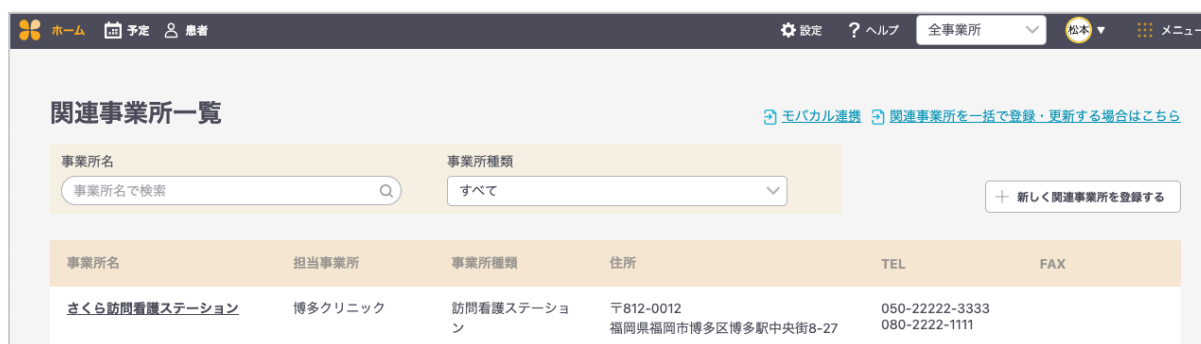 ホーム 予定 患者 設定 ? ヘルプ 全事業所 松本 ▼ メニュー
関連事業所一覧
モバカル連携 関連事業所を一括で登録・更新する場合はこちら
事業所名 事業所種類
事業所名で検索 すべて
＋ 新しく関連事業所を登録する
事業所名 担当事業所 事業所種類 住所 TEL FAX
さくら訪問看護ステーション 博多クリニック 訪問看護ステーショ 〒812-0012 050-22222-3333
ン 福岡県福岡市博多区博多駅中央街8-27 080-2222-1111